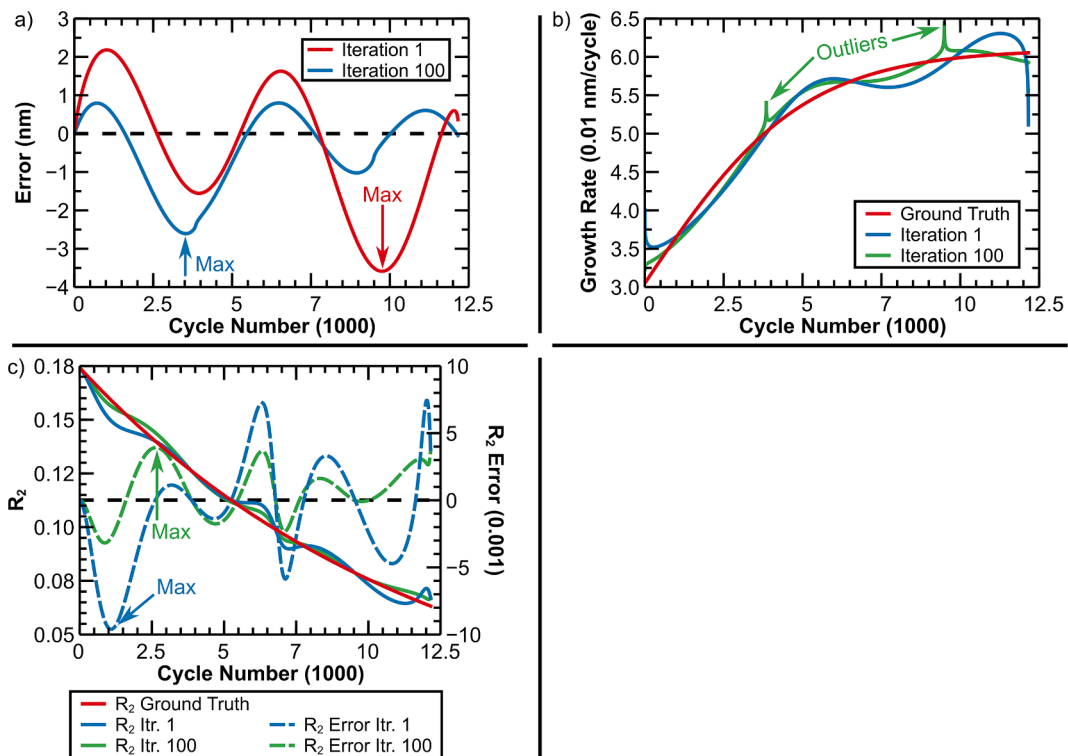 a)
3
2
1
0
−1
−2
−3
−4
Error (nm)
Iteration 1
Iteration 100
Max
Max
0
2.5
5
7
10
12.5
Cycle Number (1000)
b)
6.5
6.0
5.5
5.0
4.5
4.0
3.5
3.0
Growth Rate (0.01 nm/cycle)
Outliers
Ground Truth
Iteration 1
Iteration 100
0
2.5
5
7
10
12.5
Cycle Number (1000)
c)
0.18
0.15
0.12
0.10
0.08
0.05
R₂
10
5
0
−5
−10
R₂ Error (0.001)
Max
Max
0
2.5
5
7
10
12.5
Cycle Number (1000)
R₂ Ground Truth
R₂ Itr. 1
R₂ Error Itr. 1
R₂ Itr. 100
R₂ Error Itr. 100